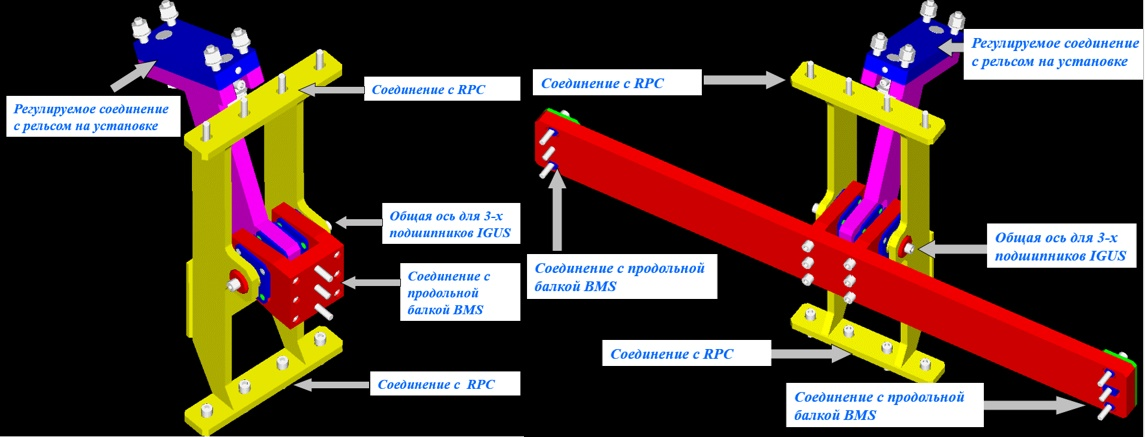 Регулируемое соединение
с рельсом на установке
Соединение с RPC
Общая ось для 3-х
подшипников IGUS
Соединение с
продольной
балкой BMS
Соединение с  RPC
Соединение с RPC
Регулируемое соединение
с рельсом на установке
Соединение с продольной
балкой BMS
Общая ось для 3-х
подшипников IGUS
Соединение с RPC
Соединение с продольной
балкой BMS